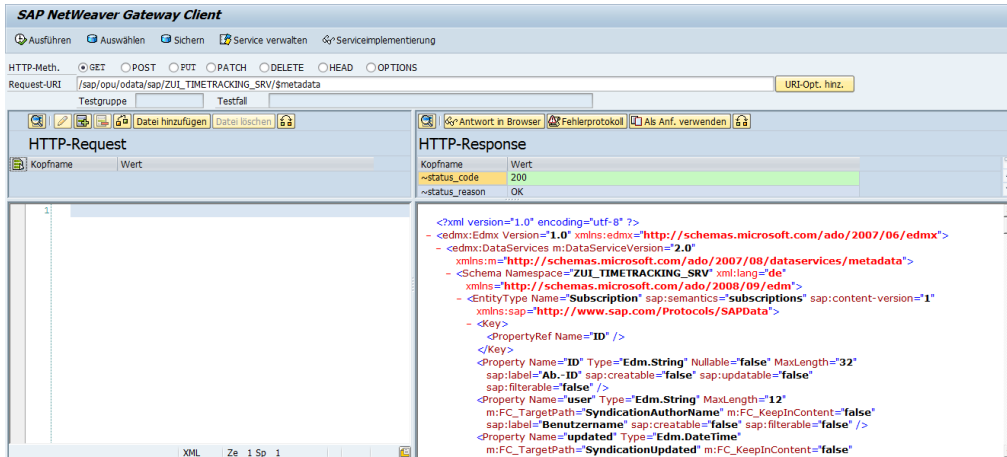 SAP NetWeaver Gateway Client
Ausführen Auswählen Sichern Service verwalten Serviceimplementierung
HTTP-Meth. GET POST PUT PATCH DELETE HEAD OPTIONS
Request-URI /sap/opu/odata/sap/ZUI_TIMETRACKING_SRV/$metadata URI-Opt. hinz.
Testgruppe Testfall
Datei hinzufügen Datei löschen
HTTP-Request
Kopfname Wert
1
XML Ze 1 Sp 1
Antwort in Browser Fehlerprotokoll Als Anf. verwenden
HTTP-Response
Kopfname Wert
~status_code 200
~status_reason OK
<?xml version="1.0" encoding="utf-8" ?>
- <edmx:Edmx Version="1.0" xmlns:edmx="http://schemas.microsoft.com/ado/2007/06/edmx">
- <edmx:DataServices m:DataServiceVersion="2.0"
xmlns:m="http://schemas.microsoft.com/ado/2007/08/dataservices/metadata">
- <Schema Namespace="ZUI_TIMETRACKING_SRV" xml:lang="de"
xmlns="http://schemas.microsoft.com/ado/2008/09/edm">
- <EntityType Name="Subscription" sap:semantics="subscriptions" sap:content-version="1"
xmlns:sap="http://www.sap.com/Protocols/SAPData">
- <Key>
<PropertyRef Name="ID" />
</Key>
<Property Name="ID" Type="Edm.String" Nullable="false" MaxLength="32"
sap:label="Ab.-ID" sap:creatable="false" sap:updatable="false"
sap:filterable="false" />
<Property Name="user" Type="Edm.String" MaxLength="12"
m:FC_TargetPath="SyndicationAuthorName" m:FC_KeepInContent="false"
sap:label="Benutzername" sap:creatable="false" sap:filterable="false" />
<Property Name="updated" Type="Edm.DateTime"
m:FC_TargetPath="SyndicationUpdated" m:FC_KeepInContent="false"